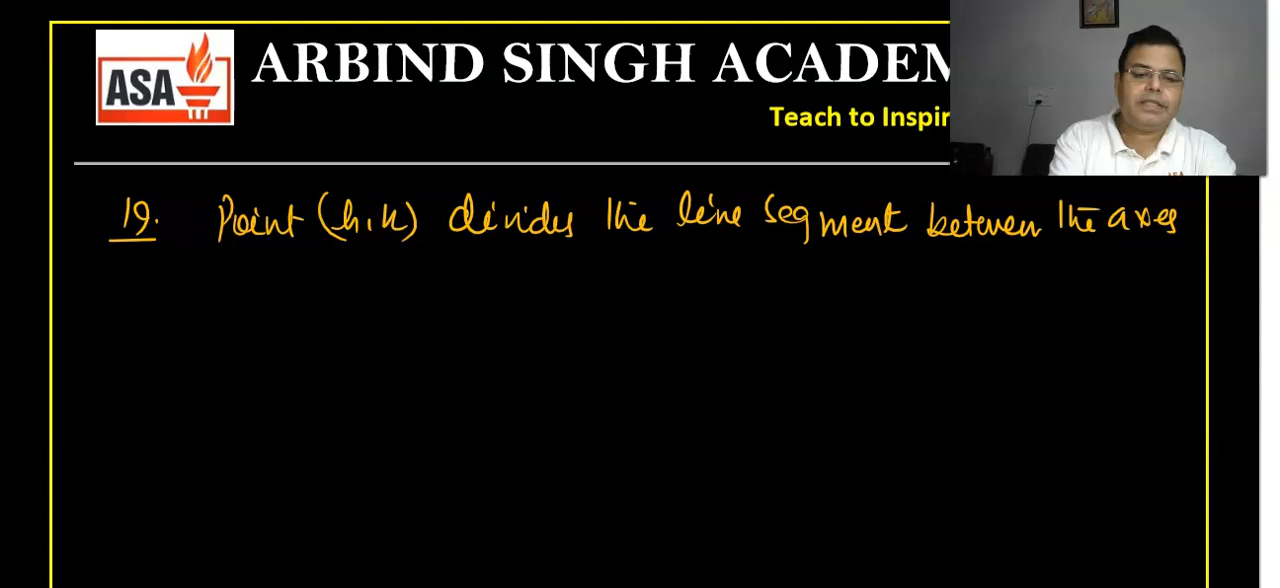 ASA
ARBIND SINGH ACADEM
Teach to Inspir
19. Point (h,k) divides the line segment between the axes